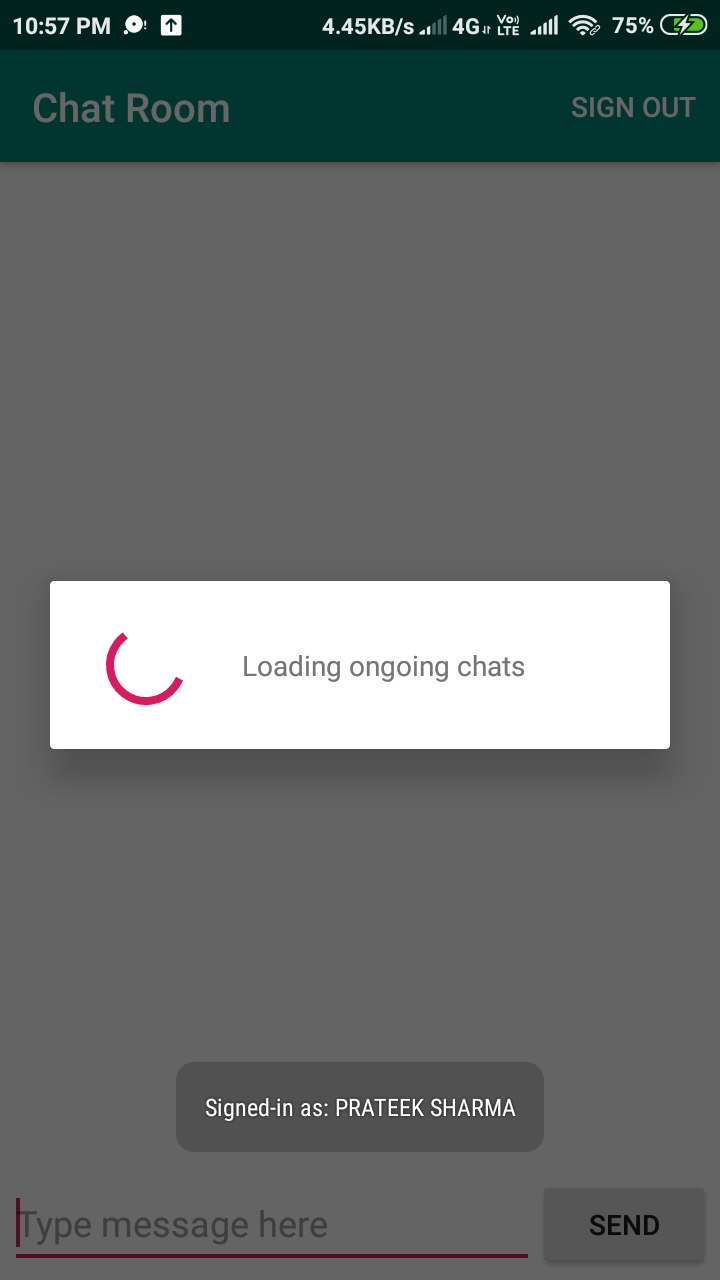 10:57 PM 4.45KB/s 4G Vo) LTE 75%
Chat Room SIGN OUT
Loading ongoing chats
Signed-in as: PRATEEK SHARMA
Type message here SEND